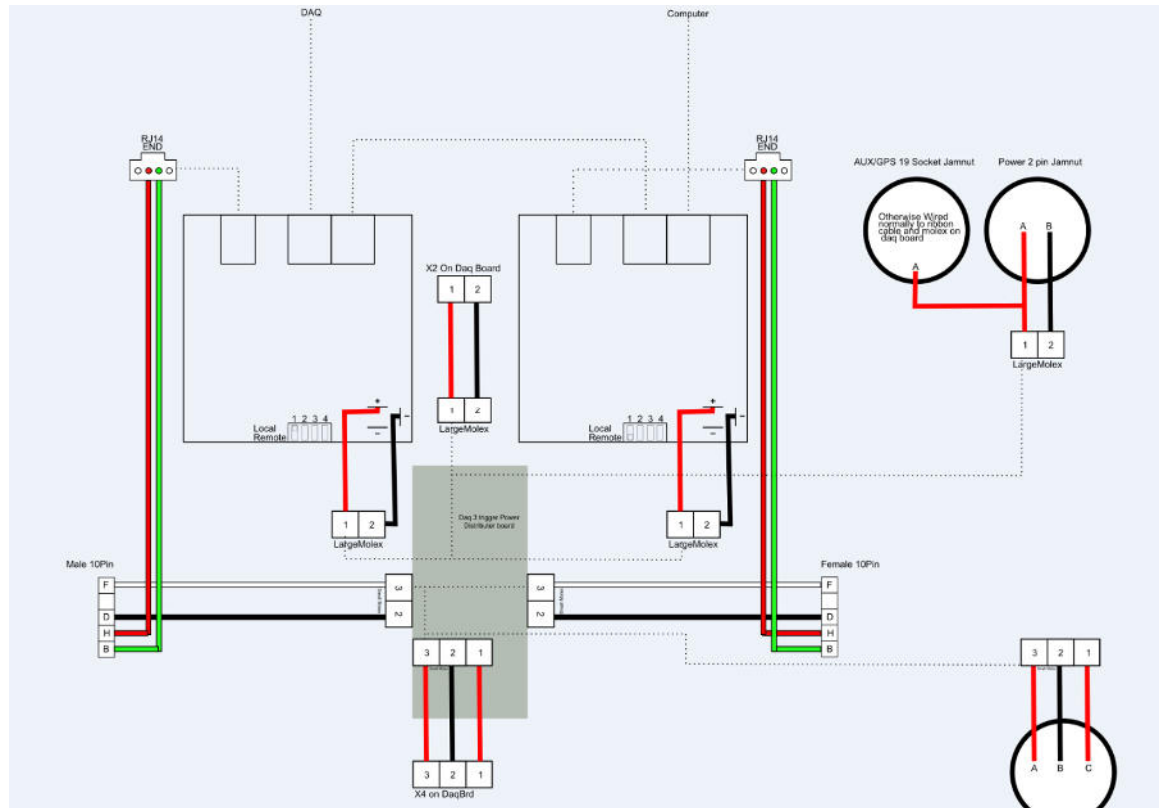 DAQ
Computer
RJ14
END
RJ14
END
AUX/GPS 19 Socket Jamnut
Power 2 pin Jamnut
Otherwise Wired
normally to ribbon
cable and molex on
daq board
A
A
B
X2 On Daq Board
1 2
1 2
LargeMolex
1 2
LargeMolex
+
-
1 2 3 4
Local
Remote
+
-
1 2 3 4
Local
Remote
Daq 3 trigger Power
Distributer board
1 2
LargeMolex
1 2
LargeMolex
Male 10Pin
Female 10Pin
F
D
H
B
3
2
3
2
F
D
H
B
3 2 1
3 2 1
X4 on DaqBrd
3 2 1
A B C